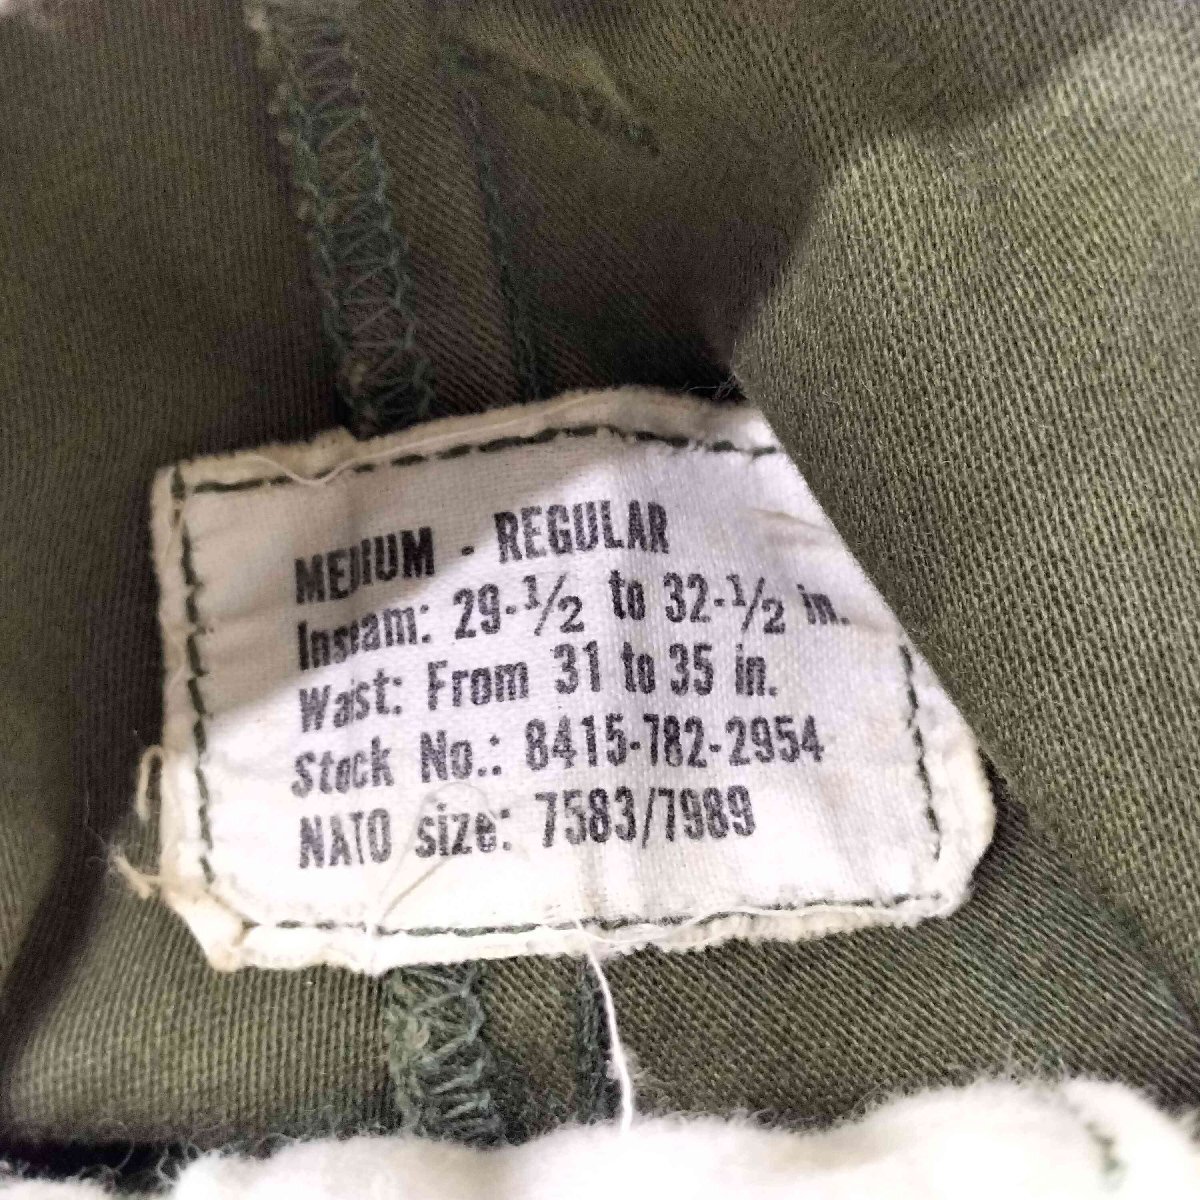 MEDIUM - REGULAR
Inseam: 29-1/2 to 32-1/2 in.
Waist: From 31 to 35 in.
Stock No.: 8415-782-2954
NATO size: 7583/7989